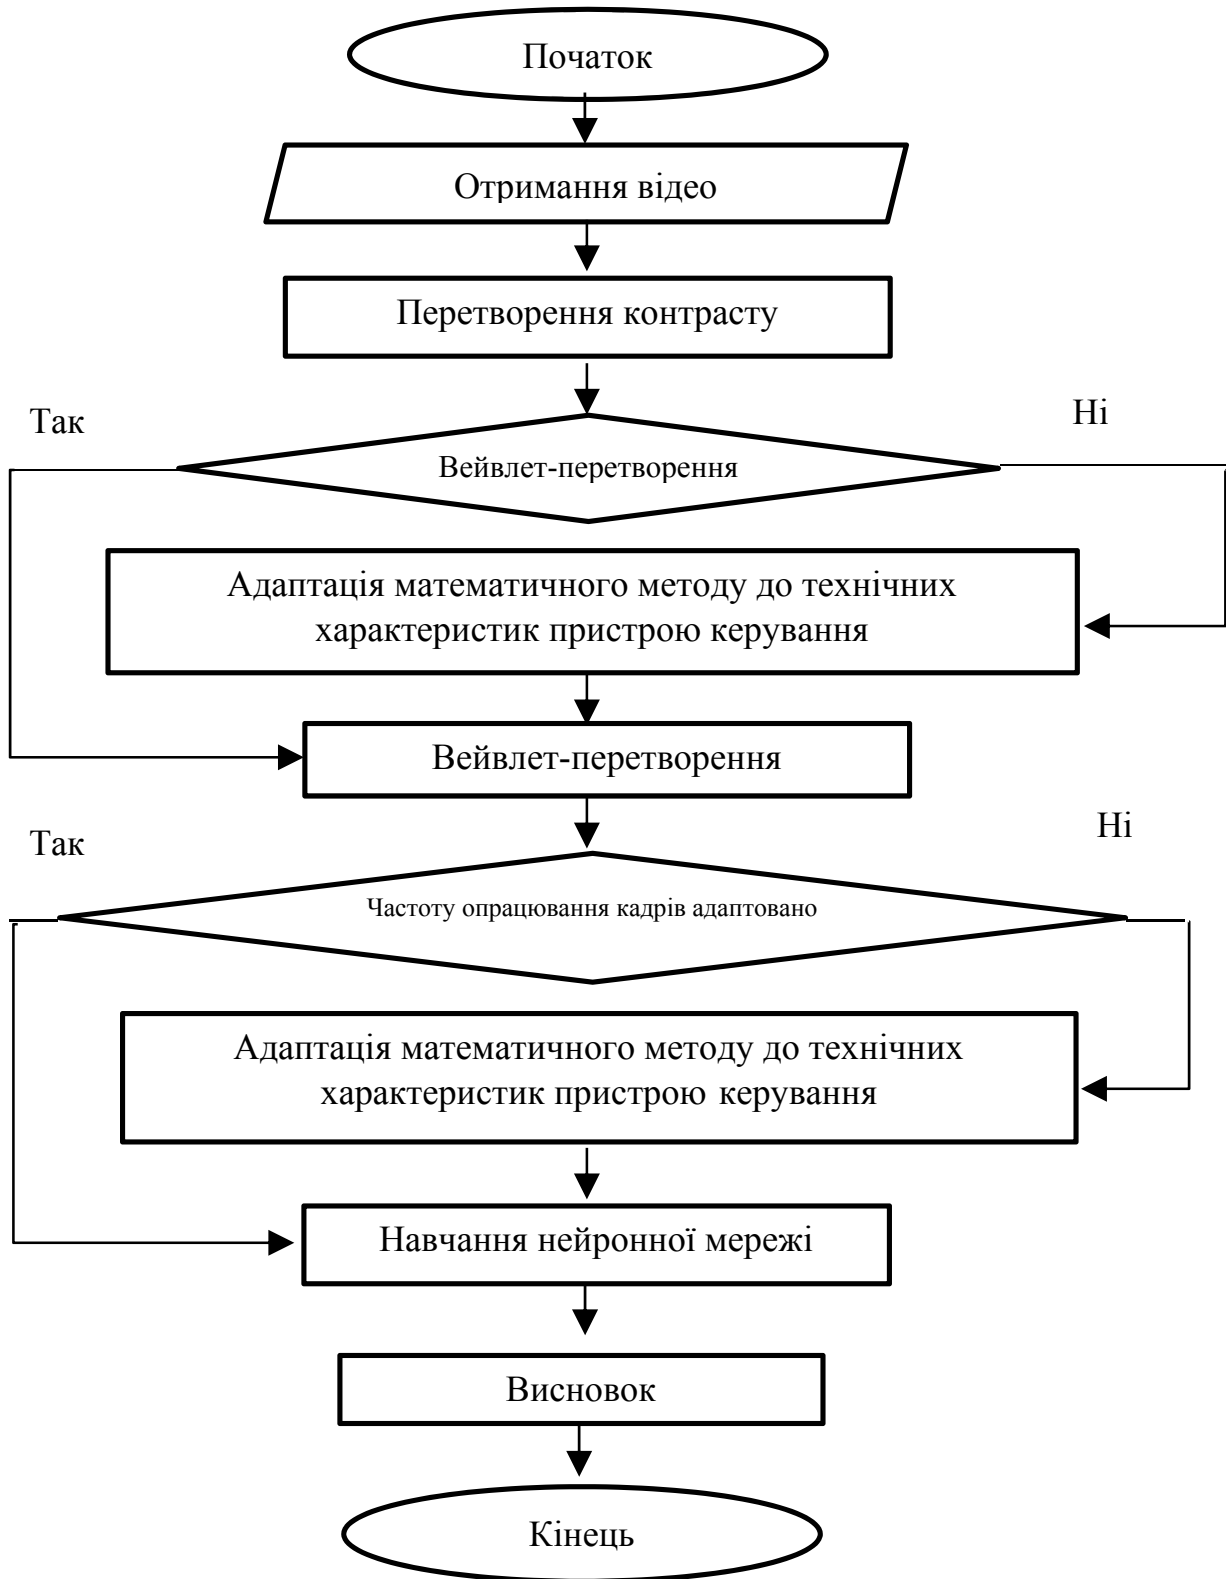 Початок
Отримання відео
Перетворення контрасту
Так
Ні
Вейвлет-перетворення
Адаптація математичного методу до технічних
характеристик пристрою керування
Вейвлет-перетворення
Так
Ні
Частоту опрацювання кадрів адаптовано
Адаптація математичного методу до технічних
характеристик пристрою керування
Навчання нейронної мережі
Висновок
Кінець